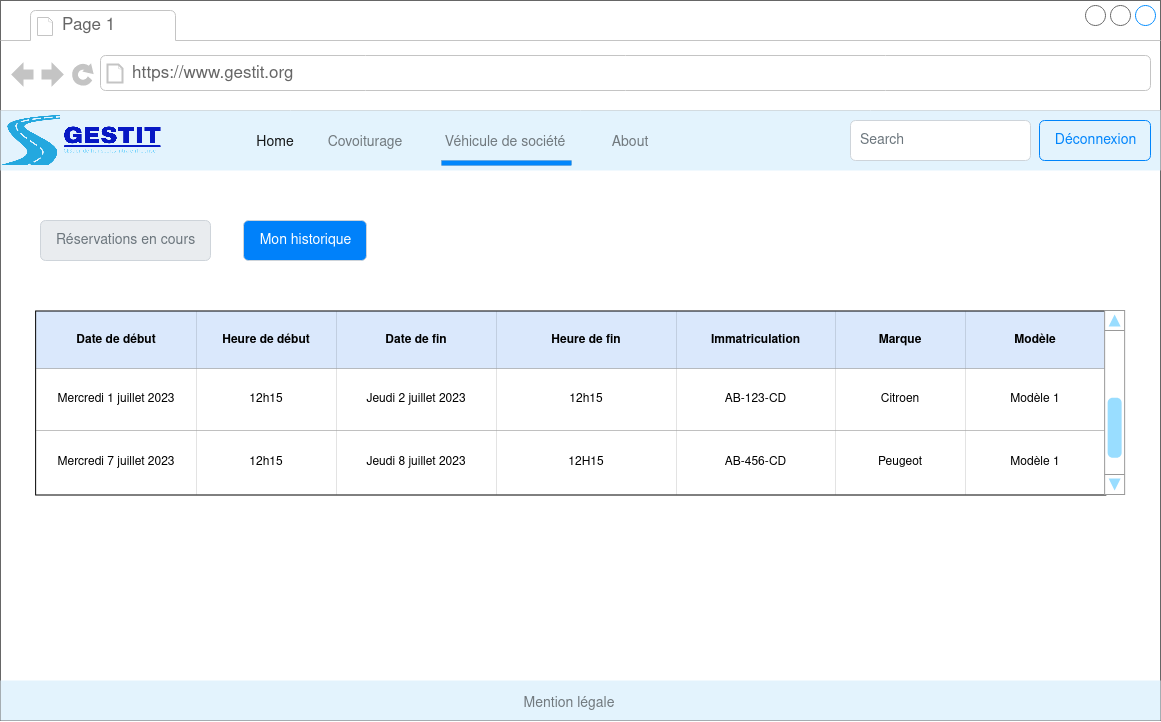 Page 1
https://www.gestit.org
GESTIT
Home Covoiturage Véhicule de société About
Search
Déconnexion
Réservations en cours Mon historique
Date de début Heure de début Date de fin Heure de fin Immatriculation Marque Modèle
Mercredi 1 juillet 2023 12h15 Jeudi 2 juillet 2023 12h15 AB-123-CD Citroen Modèle 1
Mercredi 7 juillet 2023 12h15 Jeudi 8 juillet 2023 12H15 AB-456-CD Peugeot Modèle 1
Mention légale